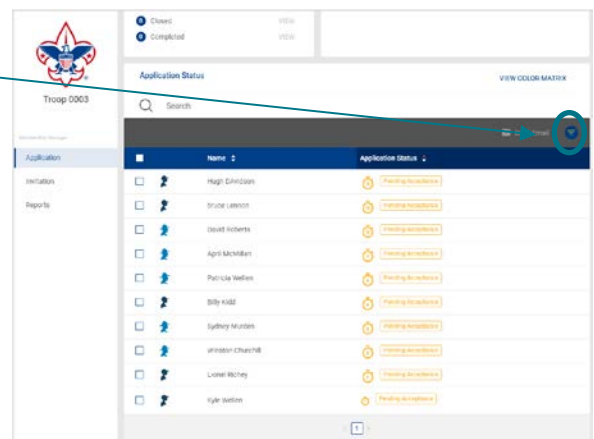 Closed VIEW
Completed VIEW
Application Status
VIEW COLOR MATRIX
Troop 0003
Search
Application
Name
Application Status
Invitation
Reports
Hugh Davidson Pending Acceptance
Bruce Lennon Pending Acceptance
David Roberts Pending Acceptance
April McMillan Pending Acceptance
Patricia Wellen Pending Acceptance
Billy Kidd Pending Acceptance
Sydney Murden Pending Acceptance
Winston Churchill Pending Acceptance
Lionel Richey Pending Acceptance
Kyle Wellen Pending Acceptance
1